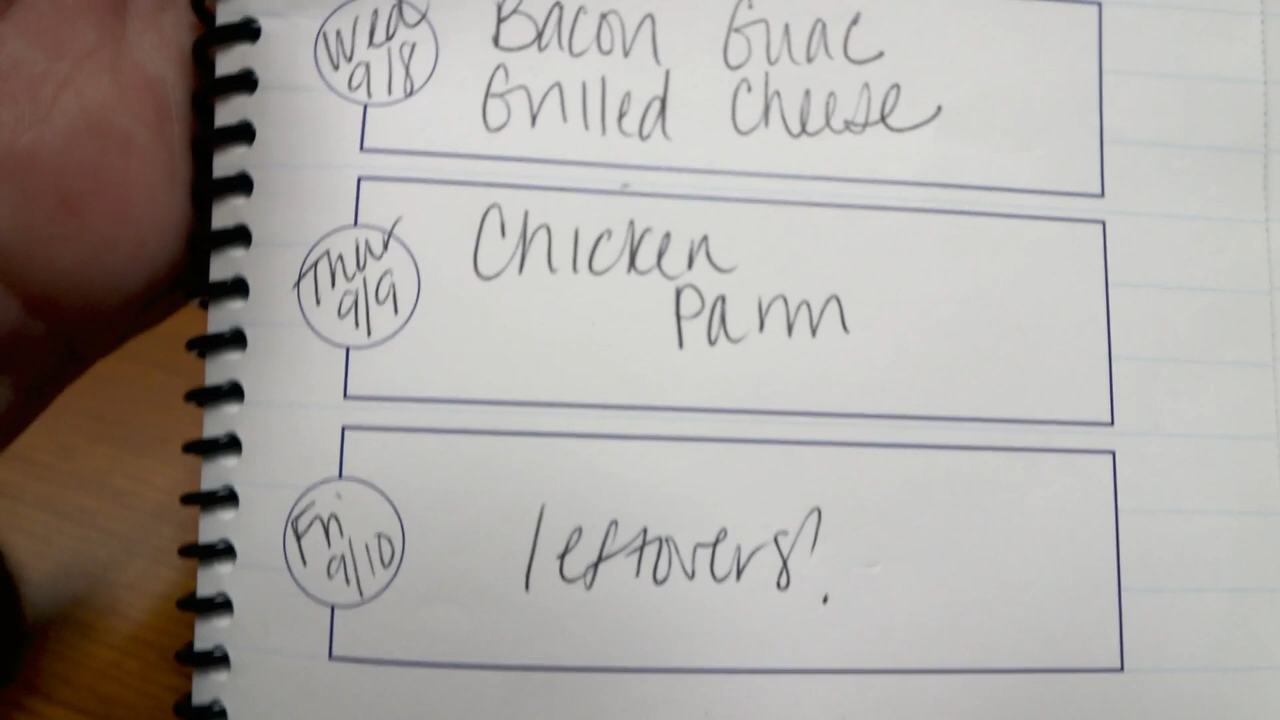 Wed
9/8
Bacon Guac
Grilled Cheese
Thur
9/9
Chicken
Parm
Fri
9/10
leftovers?